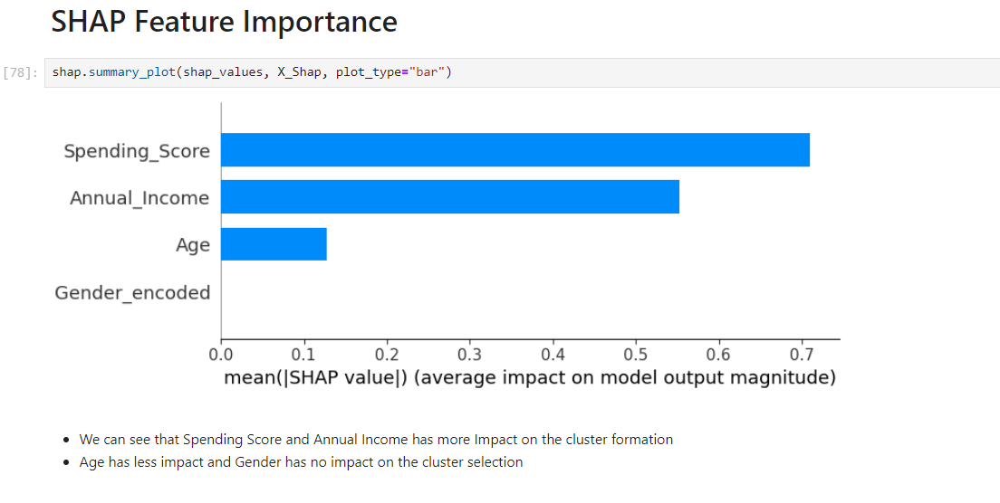 SHAP Feature Importance
[78]: shap.summary_plot(shap_values, X_Shap, plot_type="bar")
Spending_Score
Annual_Income
Age
Gender_encoded
0.0 0.1 0.2 0.3 0.4 0.5 0.6 0.7
mean(|SHAP value|) (average impact on model output magnitude)
• We can see that Spending Score and Annual Income has more Impact on the cluster formation
• Age has less impact and Gender has no impact on the cluster selection